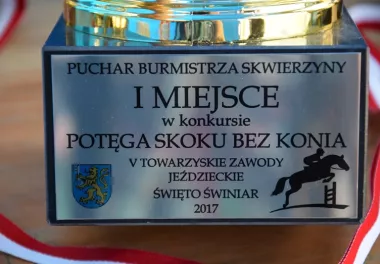 PUCHAR BURMISTRZA SKWIERZYNY
I MIEJSCE
w konkursie
POTĘGA SKOKU BEZ KONIA
V TOWARZYSKIE ZAWODY
JEŹDZIECKIE
ŚWIĘTO ŚWINIAR
2017